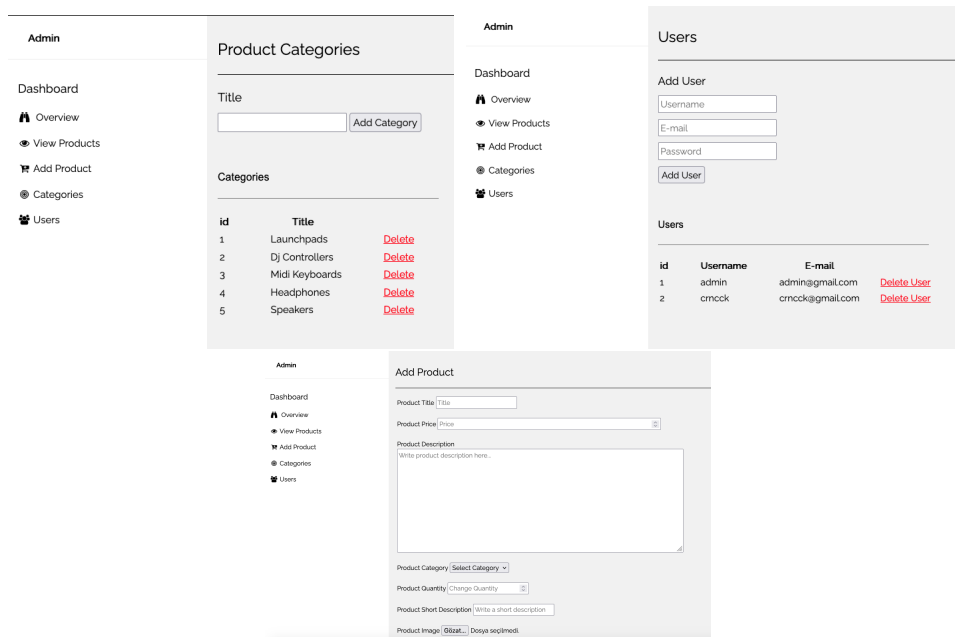 Admin
Dashboard
Overview
View Products
Add Product
Categories
Users
Product Categories
Title
Add Category
Categories
id Title
1 Launchpads Delete
2 Dj Controllers Delete
3 Midi Keyboards Delete
4 Headphones Delete
5 Speakers Delete
Admin
Dashboard
Overview
View Products
Add Product
Categories
Users
Users
Add User
Username
E-mail
Password
Add User
Users
id Username E-mail
1 admin admin@gmail.com Delete User
2 crncck crncck@gmail.com Delete User
Admin
Dashboard
Overview
View Products
Add Product
Categories
Users
Add Product
Product Title Title
Product Price Price
Product Description
Write product description here...
Product Category Select Category
Product Quantity Change Quantity
Product Short Description Write a short description
Product Image Gözat... Dosya seçilmedi.